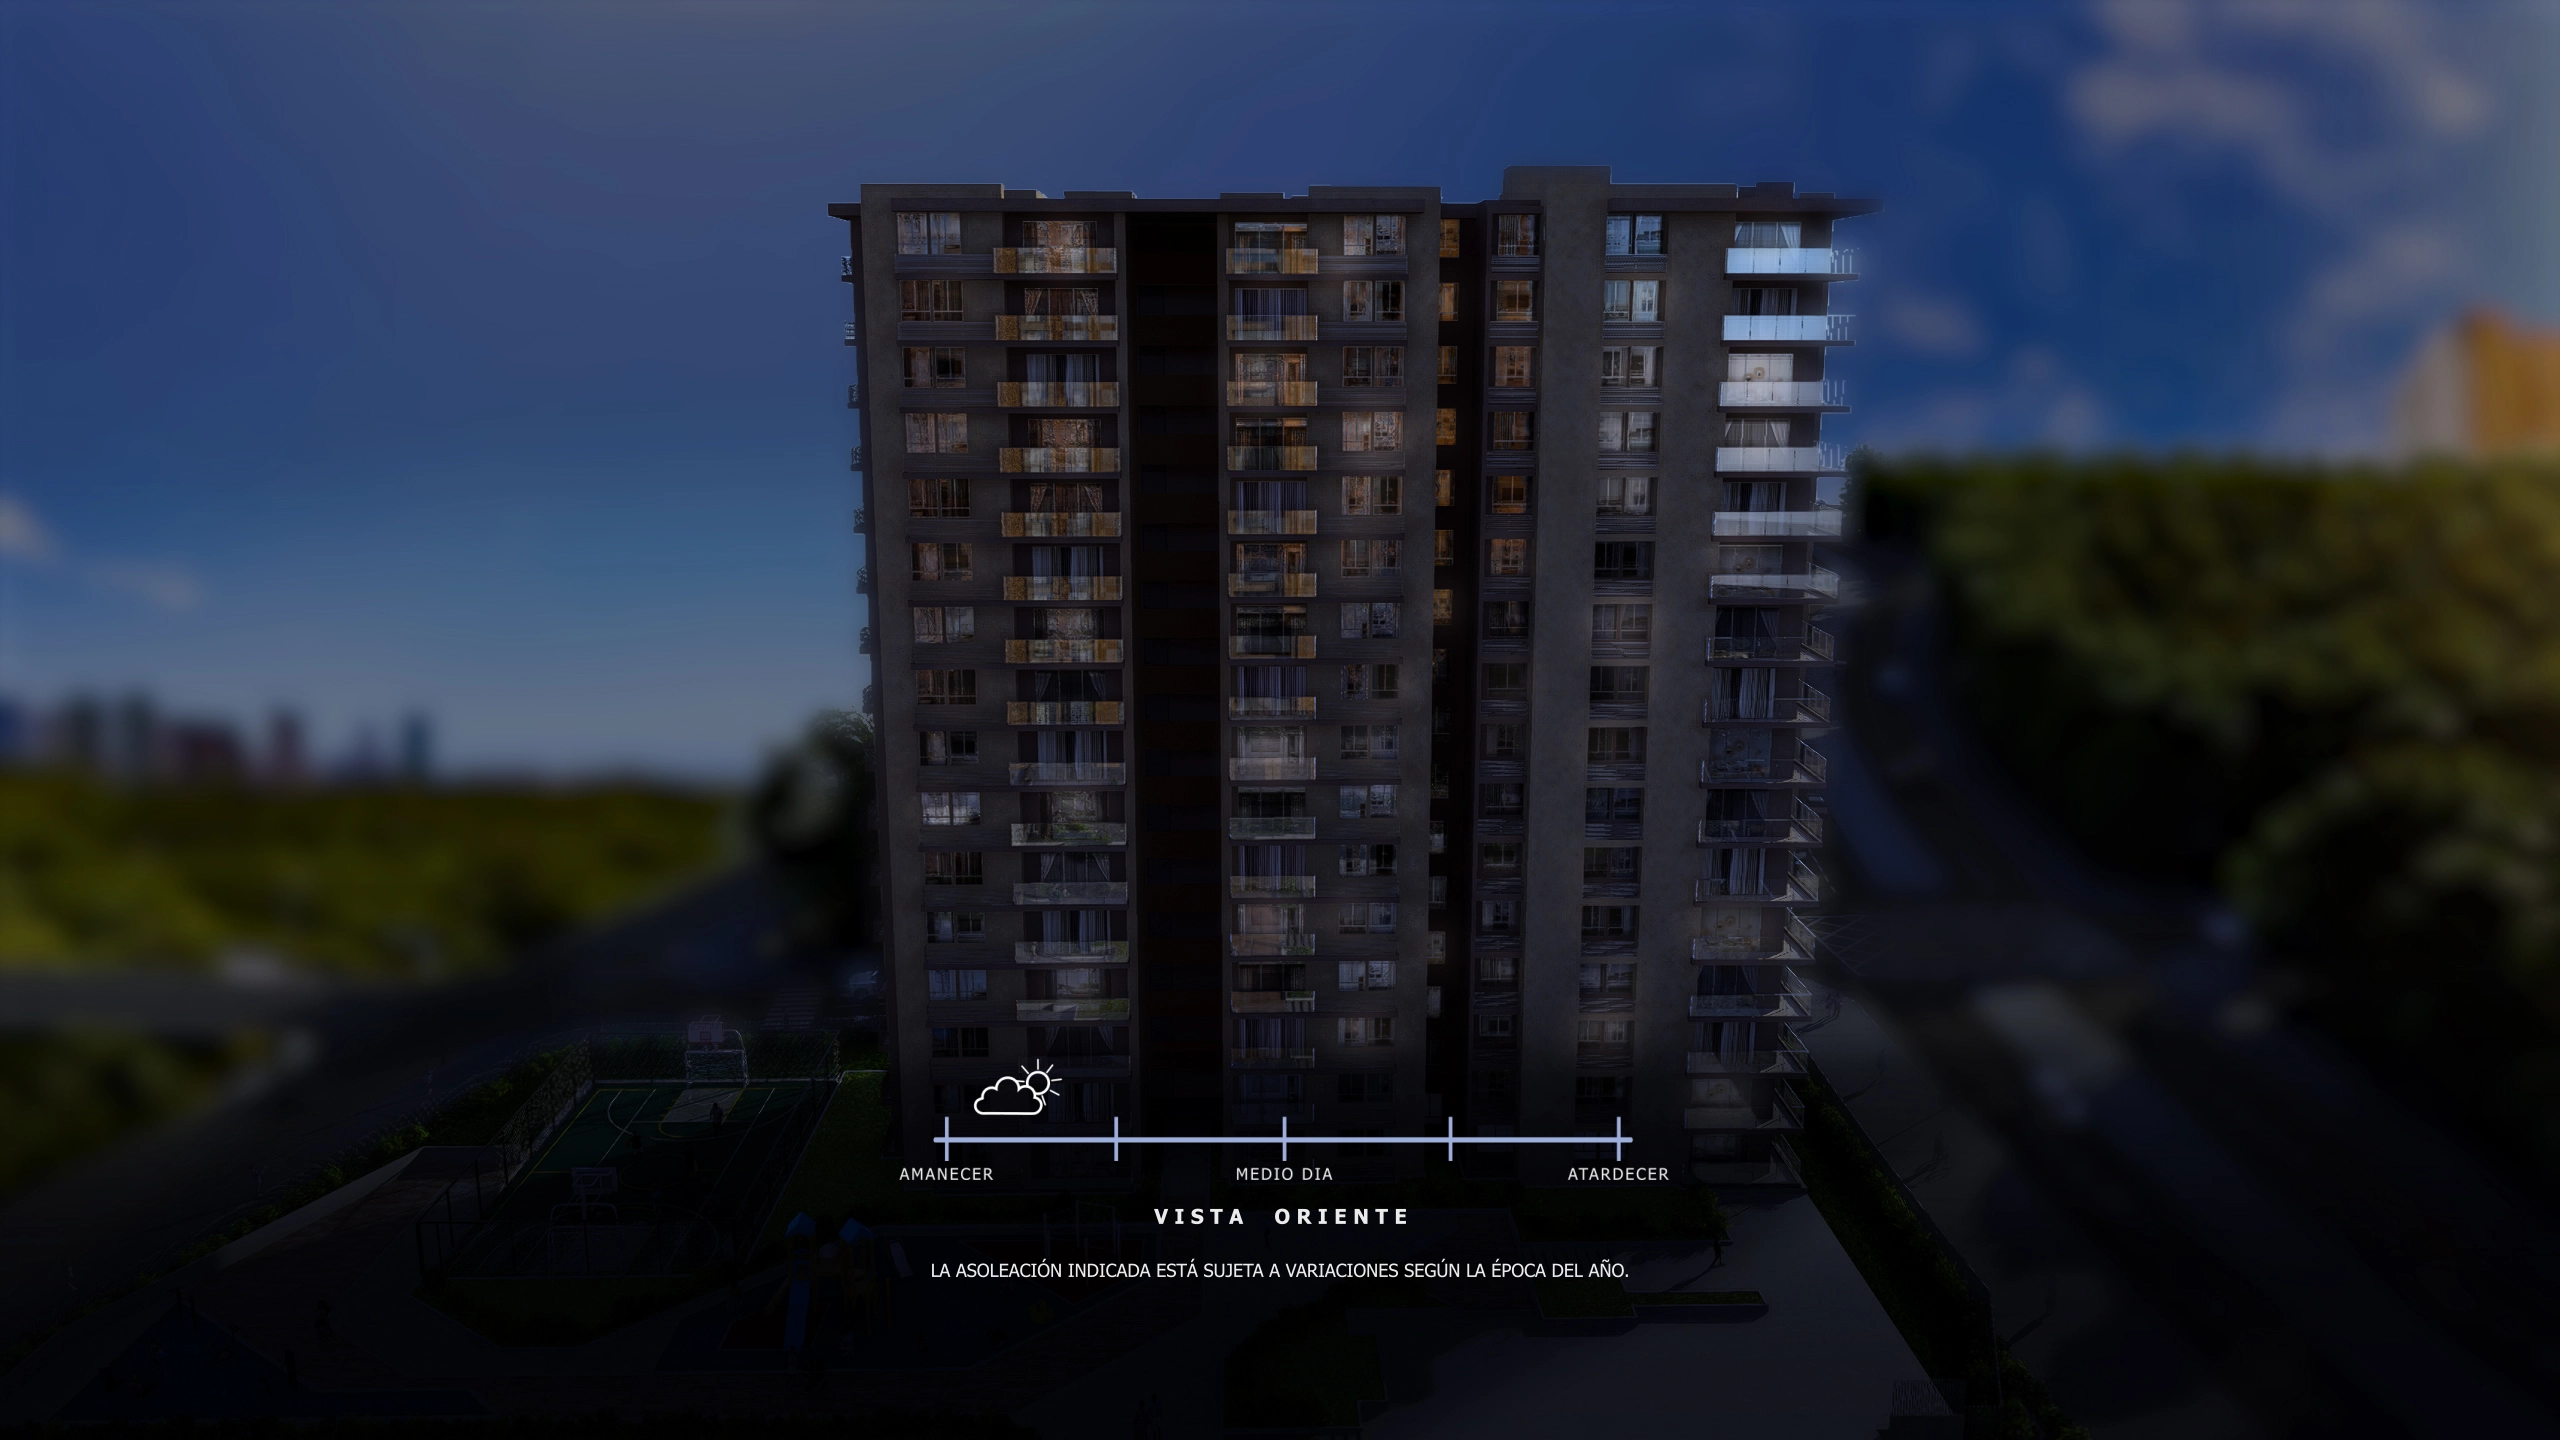 AMANECER MEDIO DIA ATARDECER
VISTA ORIENTE
LA ASOLEACIÓN INDICADA ESTÁ SUJETA A VARIACIONES SEGÚN LA ÉPOCA DEL AÑO.